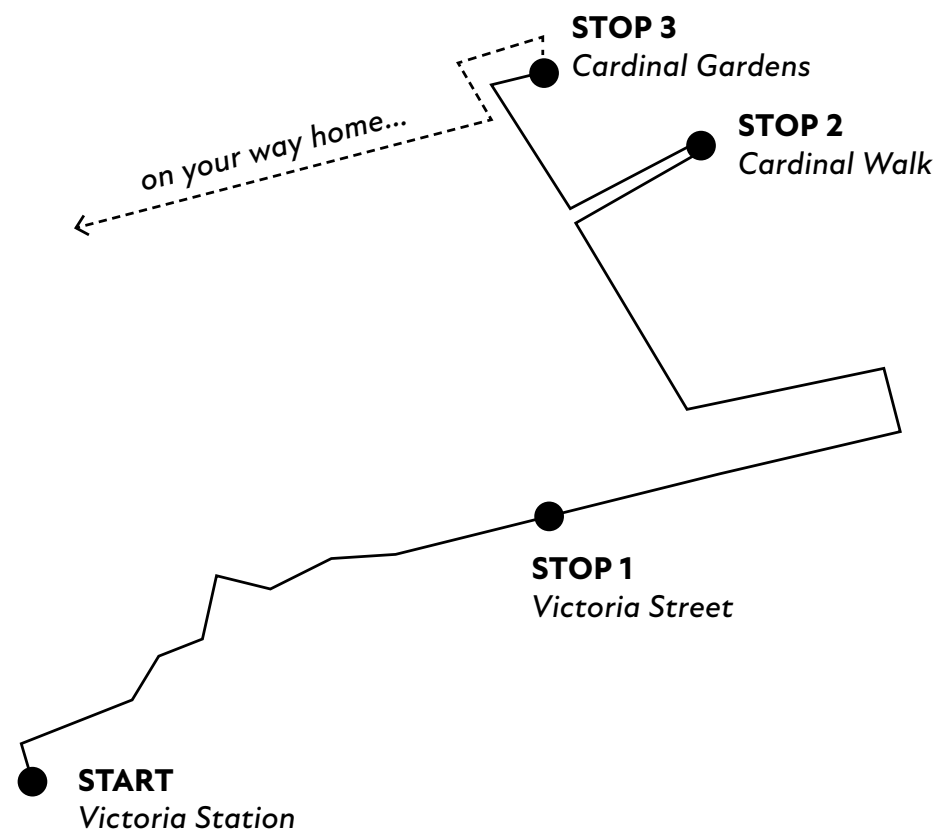 STOP 3
Cardinal Gardens
STOP 2
Cardinal Walk
on your way home...
STOP 1
Victoria Street
START
Victoria Station